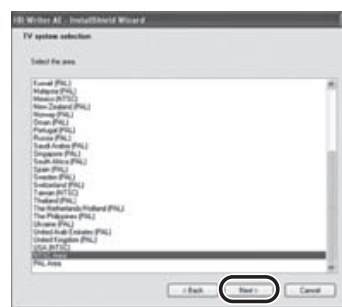 HD Writer AE - InstallShield Wizard
TV system selection
Select the area.
Kuwait (PAL)
Malaysia (PAL)
Mexico (NTSC)
New Zealand (PAL)
Norway (PAL)
Oman (PAL)
Portugal (PAL)
Russia (PAL)
Saudi Arabia (PAL)
Singapore (PAL)
South Africa (PAL)
Spain (PAL)
Sweden (PAL)
Switzerland (PAL)
Taiwan (NTSC)
Thailand (PAL)
The Netherlands/Holland (PAL)
The Philippines (PAL)
Ukraine (PAL)
United Arab Emirates (PAL)
United Kingdom (PAL)
USA (NTSC)
NTSC Area
PAL Area
< Back
Next >
Cancel